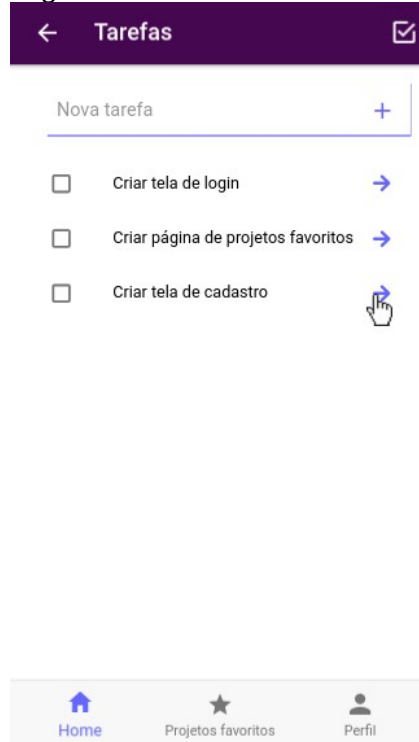 Tarefas
Nova tarefa +
Criar tela de login
Criar página de projetos favoritos
Criar tela de cadastro
Home Projetos favoritos Perfil